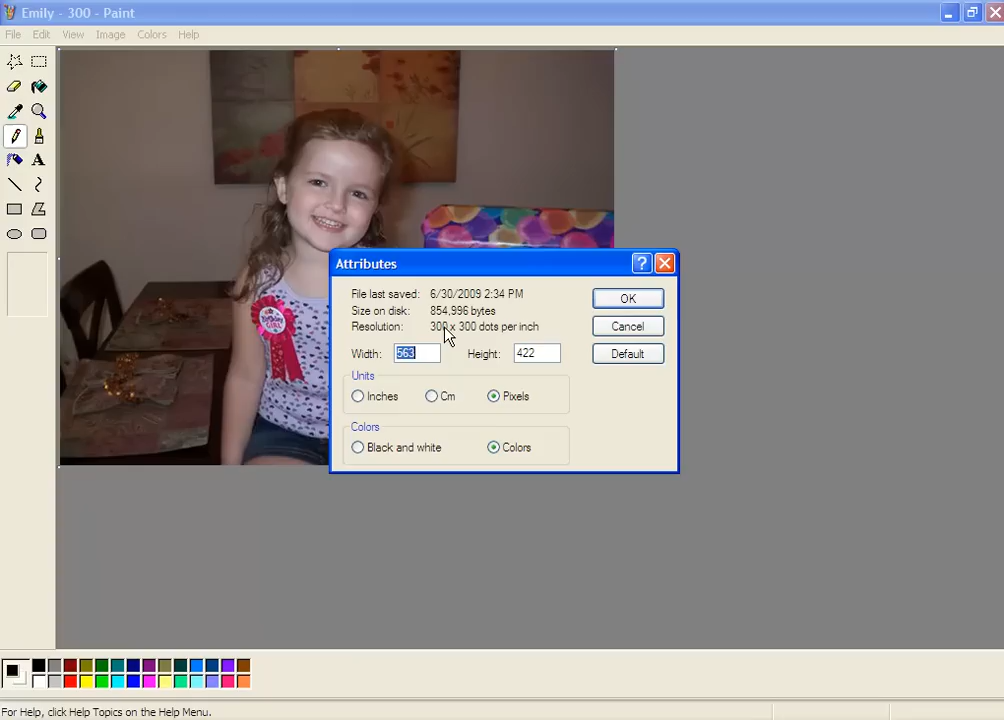 Emily - 300 - Paint
File Edit View Image Colors Help
A
Attributes
File last saved: 6/30/2009 2:34 PM
OK
Size on disk: 854,996 bytes
Resolution: 300 x 300 dots per inch
Cancel
Width: 563 Height: 422
Default
Units
Inches Cm Pixels
Colors
Black and white Colors
For Help, click Help Topics on the Help Menu.